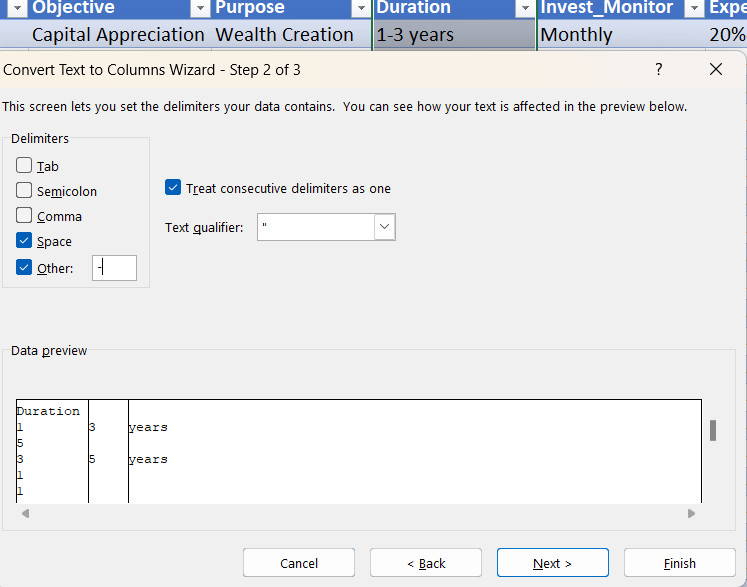 Objective Purpose Duration Invest_Monitor Expe
Capital Appreciation Wealth Creation 1-3 years Monthly 20%
Convert Text to Columns Wizard - Step 2 of 3 ?
This screen lets you set the delimiters your data contains. You can see how your text is affected in the preview below.
Delimiters
Tab
Semicolon
Comma
Space
Other: -
Treat consecutive delimiters as one
Text qualifier: "
Data preview
Duration
1 3 years
5
3 5 years
1
1
Cancel < Back Next > Finish